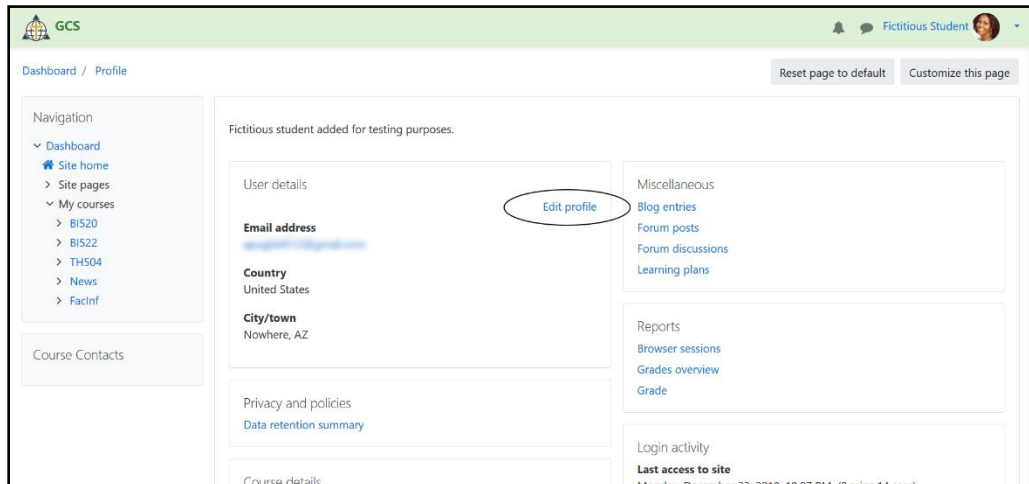 GCS
Fictitious Student
Dashboard / Profile
Reset page to default
Customize this page
Navigation
Dashboard
Site home
Site pages
My courses
BI520
BI522
TH504
News
FacInf
Course Contacts
Fictitious student added for testing purposes.
User details
Edit profile
Email address
Country
United States
City/town
Nowhere, AZ
Privacy and policies
Data retention summary
Course details
Miscellaneous
Blog entries
Forum posts
Forum discussions
Learning plans
Reports
Browser sessions
Grades overview
Grade
Login activity
Last access to site